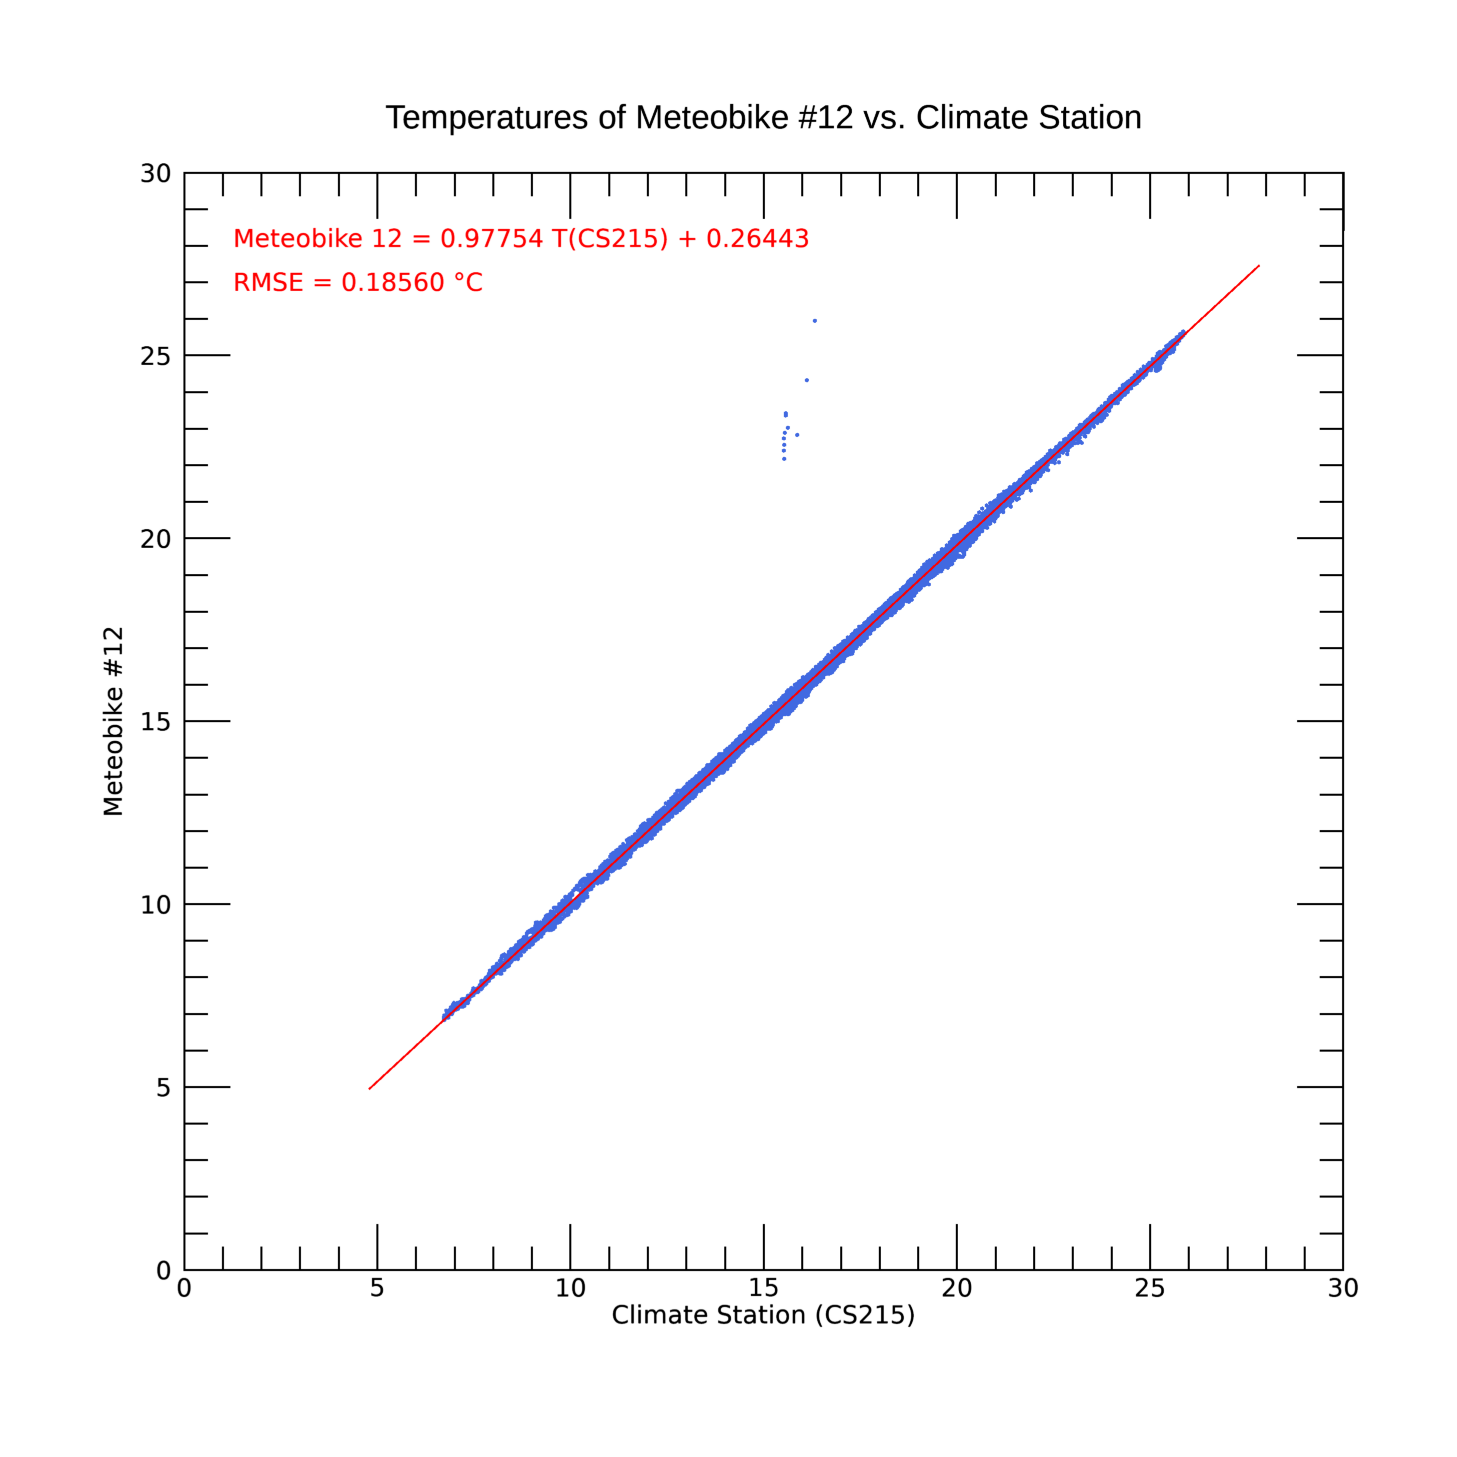 Temperatures of Meteobike #12 vs. Climate Station
Meteobike 12 = 0.97754 T(CS215) + 0.26443
RMSE = 0.18560 °C
30
25
20
15
10
5
0
Meteobike #12
0 5 10 15 20 25 30
Climate Station (CS215)